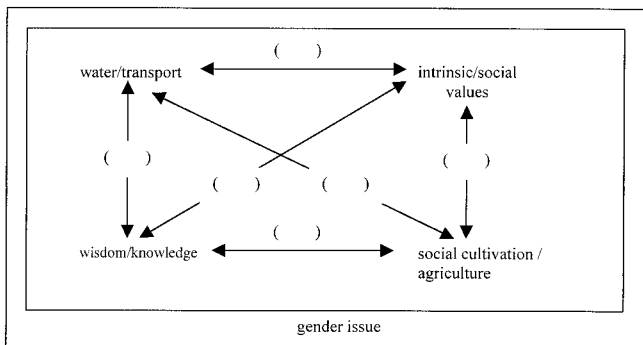 (      )
water/transport intrinsic/social
values
(      ) (      )
(      ) (      )
(      )
wisdom/knowledge social cultivation /
agriculture
gender issue